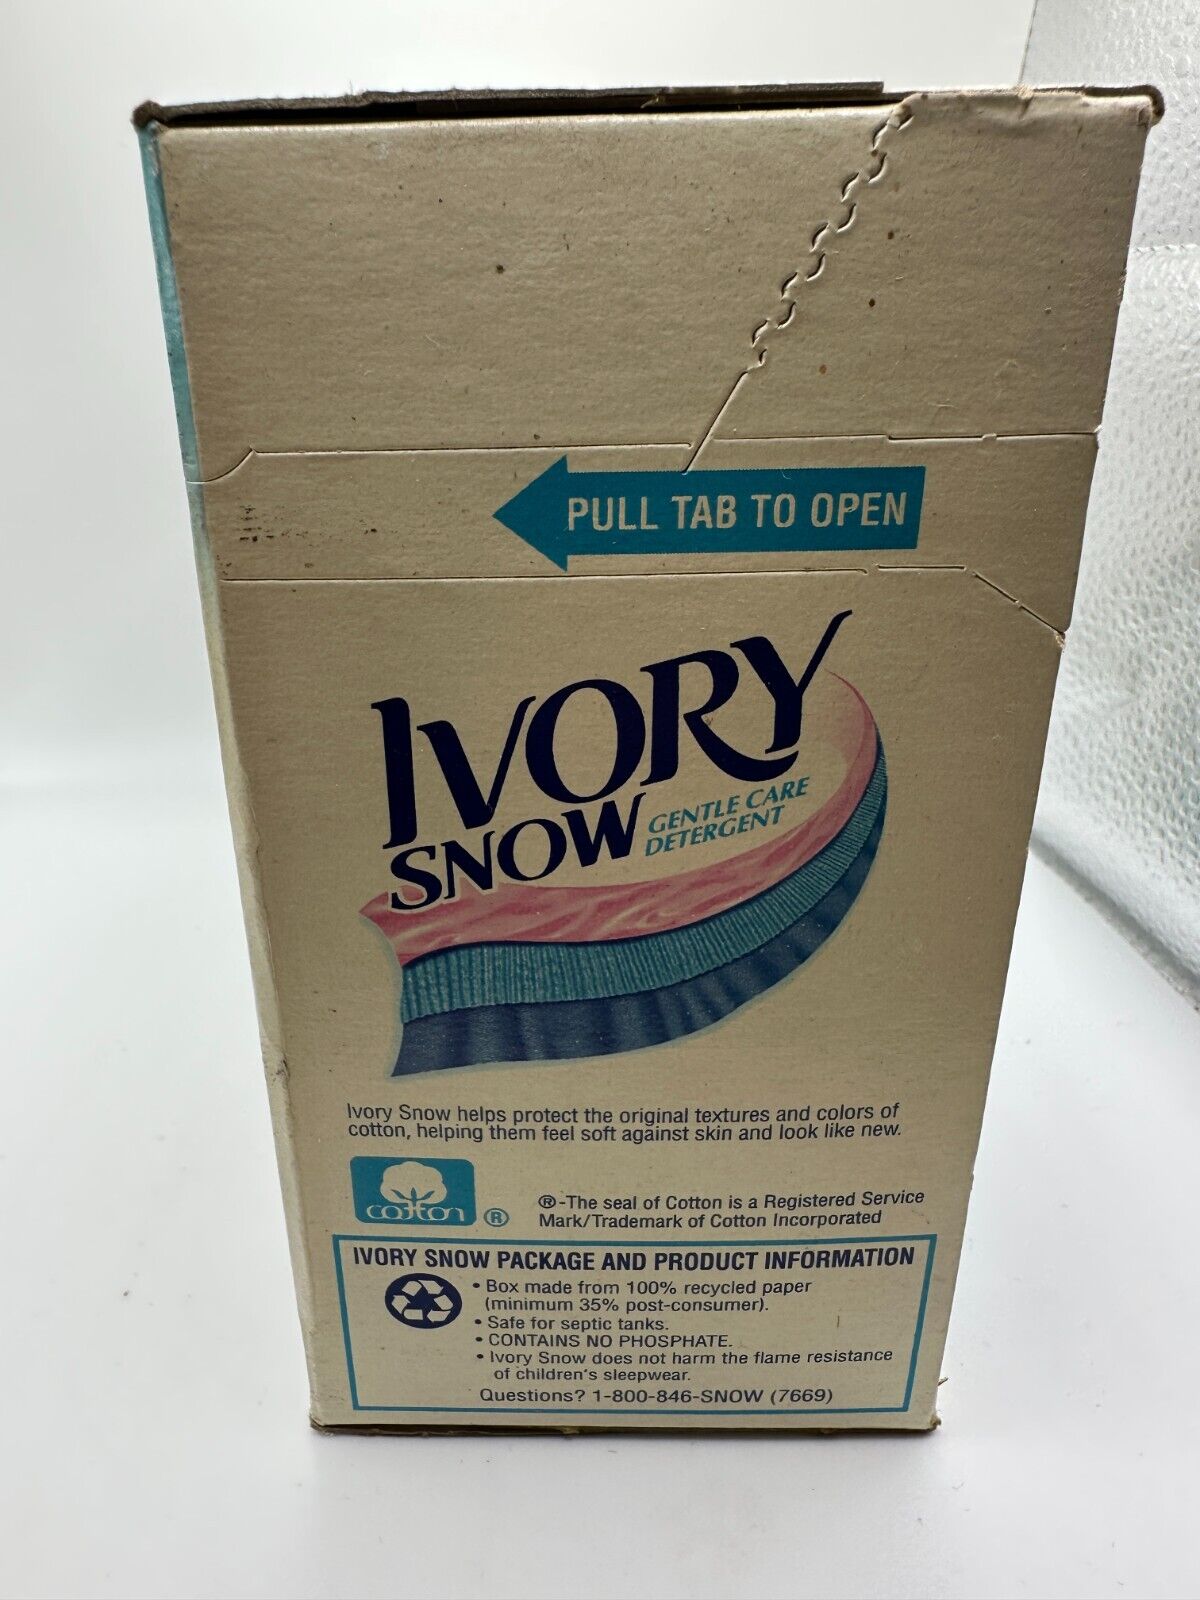 PULL TAB TO OPEN
IVORY
SNOW
GENTLE CARE
DETERGENT
Ivory Snow helps protect the original textures and colors of
cotton, helping them feel soft against skin and look like new.
cotton ®
®-The seal of Cotton is a Registered Service
Mark/Trademark of Cotton Incorporated
IVORY SNOW PACKAGE AND PRODUCT INFORMATION
• Box made from 100% recycled paper
(minimum 35% post-consumer).
• Safe for septic tanks.
• CONTAINS NO PHOSPHATE.
• Ivory Snow does not harm the flame resistance
of children's sleepwear.
Questions? 1-800-846-SNOW (7669)